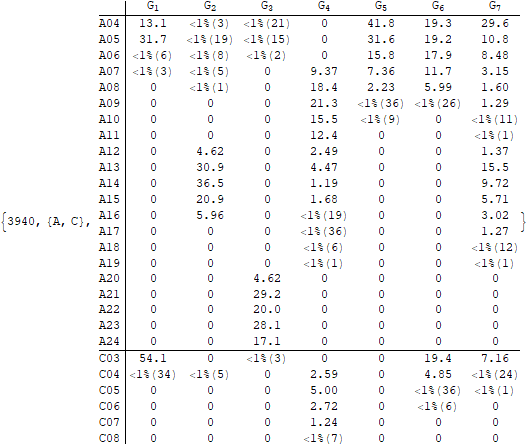 G1 G2 G3 G4 G5 G6 G7
A04 13.1 <1%(3) <1%(21) 0 41.8 19.3 29.6
A05 31.7 <1%(19) <1%(15) 0 31.6 19.2 10.8
A06 <1%(6) <1%(8) <1%(2) 0 15.8 17.9 8.48
A07 <1%(3) <1%(5) 0 9.37 7.36 11.7 3.15
A08 0 <1%(1) 0 18.4 2.23 5.99 1.60
A09 0 0 0 21.3 <1%(36) <1%(26) 1.29
A10 0 0 0 15.5 <1%(9) 0 <1%(11)
A11 0 0 0 12.4 0 0 <1%(1)
A12 0 4.62 0 2.49 0 0 1.37
A13 0 30.9 0 4.47 0 0 15.5
A14 0 36.5 0 1.19 0 0 9.72
A15 0 20.9 0 1.68 0 0 5.71
A16 0 5.96 0 <1%(19) 0 0 3.02
{3940, {A, C}, A17 0 0 0 <1%(36) 0 0 1.27 }
A18 0 0 0 <1%(6) 0 0 <1%(12)
A19 0 0 0 <1%(1) 0 0 <1%(1)
A20 0 0 4.62 0 0 0 0
A21 0 0 29.2 0 0 0 0
A22 0 0 20.0 0 0 0 0
A23 0 0 28.1 0 0 0 0
A24 0 0 17.1 0 0 0 0
C03 54.1 0 <1%(3) 0 0 19.4 7.16
C04 <1%(34) <1%(5) 0 2.59 0 4.85 <1%(24)
C05 0 0 0 5.00 0 <1%(36) <1%(1)
C06 0 0 0 2.72 0 <1%(6) 0
C07 0 0 0 1.24 0 0 0
C08 0 0 0 <1%(7) 0 0 0